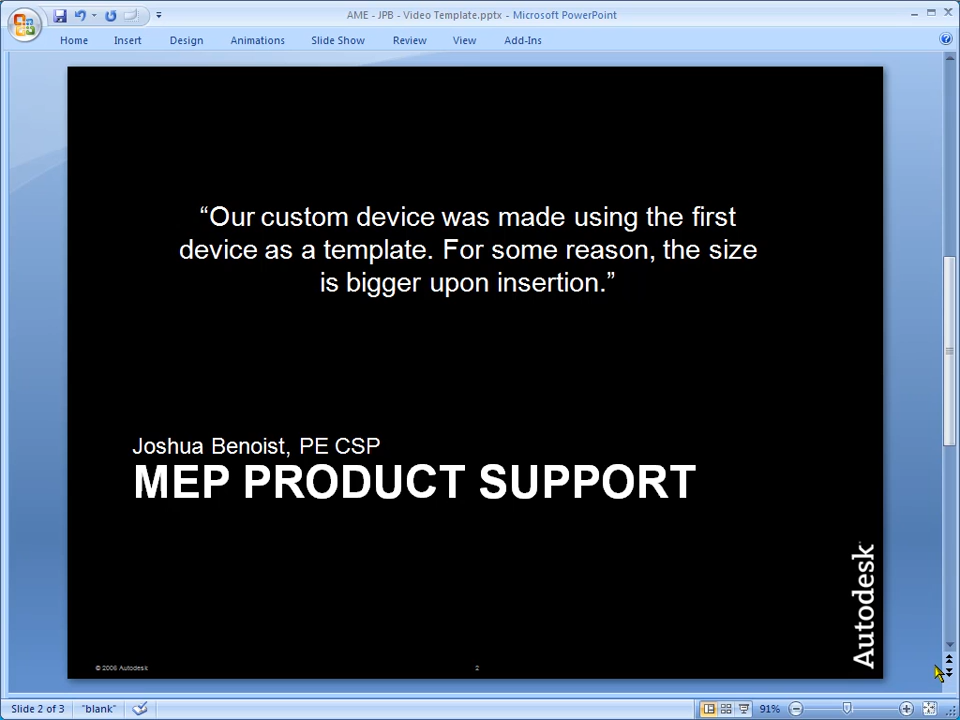 AME - JPB - Video Template.pptx - Microsoft PowerPoint
Home Insert Design Animations Slide Show Review View Add-Ins
“Our custom device was made using the first
device as a template. For some reason, the size
is bigger upon insertion.”
Joshua Benoist, PE CSP
MEP PRODUCT SUPPORT
Autodesk
© 2006 Autodesk
2
Slide 2 of 3 "blank" 91%